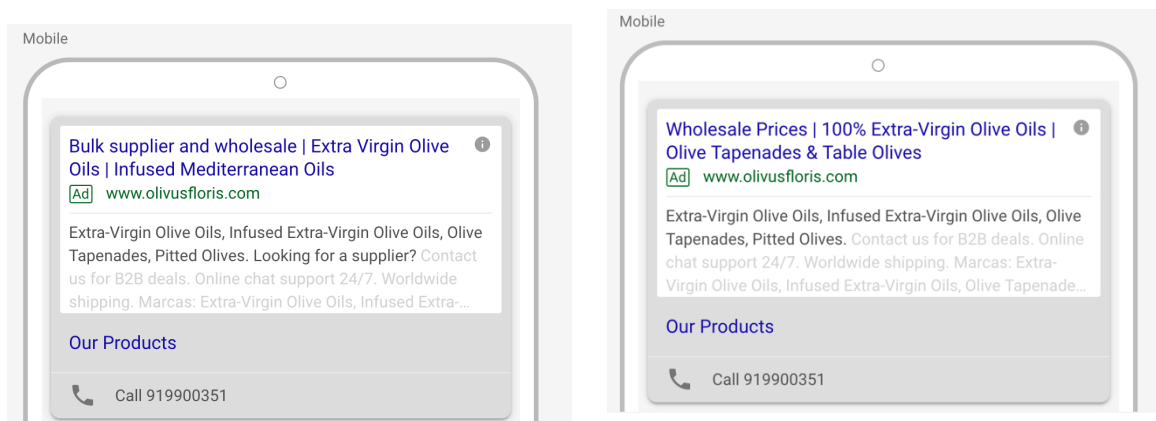 Mobile
Bulk supplier and wholesale | Extra Virgin Olive
Oils | Infused Mediterranean Oils
Ad www.olivusfloris.com
Extra-Virgin Olive Oils, Infused Extra-Virgin Olive Oils, Olive
Tapenades, Pitted Olives. Looking for a supplier? Contact
us for B2B deals. Online chat support 24/7. Worldwide
shipping. Marcas: Extra-Virgin Olive Oils, Infused Extra-...
Our Products
Call 919900351
Mobile
Wholesale Prices | 100% Extra-Virgin Olive Oils |
Olive Tapenades & Table Olives
Ad www.olivusfloris.com
Extra-Virgin Olive Oils, Infused Extra-Virgin Olive Oils, Olive
Tapenades, Pitted Olives. Contact us for B2B deals. Online
chat support 24/7. Worldwide shipping. Marcas: Extra-
Virgin Olive Oils, Infused Extra-Virgin Olive Oils, Olive Tapenade...
Our Products
Call 919900351